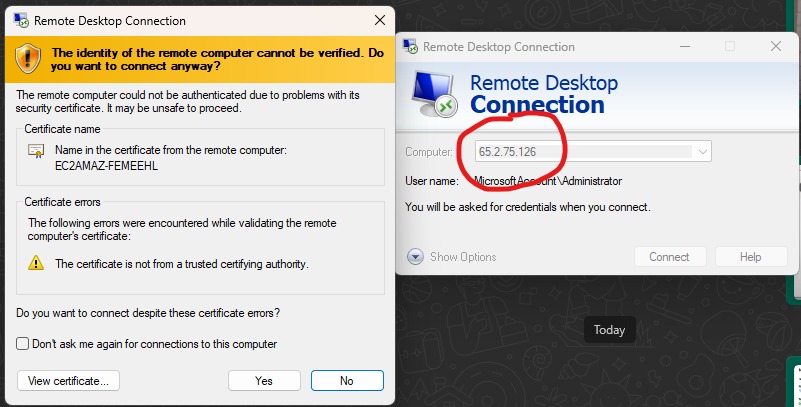 Remote Desktop Connection
The identity of the remote computer cannot be verified. Do
you want to connect anyway?
The remote computer could not be authenticated due to problems with its
security certificate. It may be unsafe to proceed.
Certificate name
Name in the certificate from the remote computer:
EC2AMAZ-FEMEEHL
Certificate errors
The following errors were encountered while validating the remote
computer's certificate:
The certificate is not from a trusted certifying authority.
Do you want to connect despite these certificate errors?
Don't ask me again for connections to this computer
View certificate...
Yes
No
Remote Desktop Connection
Remote Desktop
Connection
Computer:
65.2.75.126
User name:
MicrosoftAccount\Administrator
You will be asked for credentials when you connect.
Show Options
Connect
Help
Today